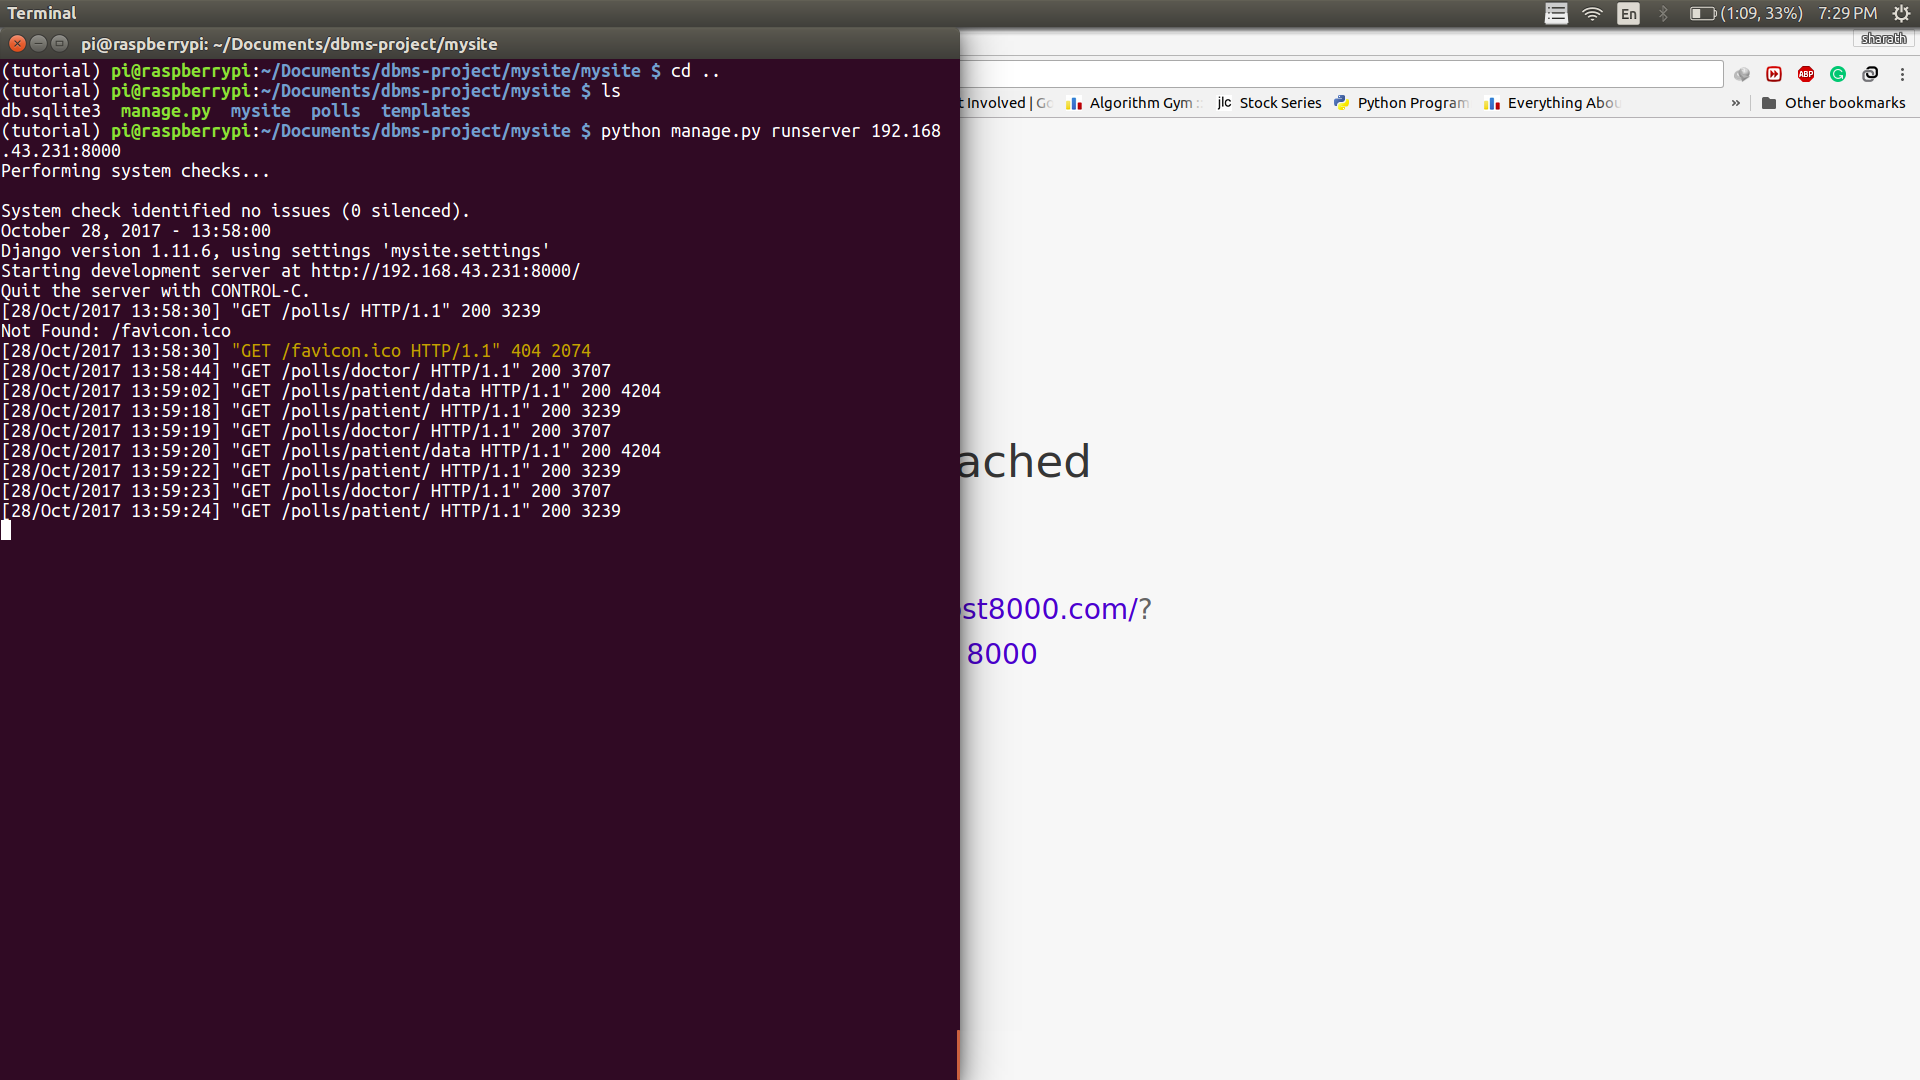 Terminal
En
(1:09, 33%)
7:29 PM
pi@raspberrypi: ~/Documents/dbms-project/mysite
sharath
(tutorial) pi@raspberrypi:~/Documents/dbms-project/mysite/mysite $ cd ..
(tutorial) pi@raspberrypi:~/Documents/dbms-project/mysite $ ls
db.sqlite3  manage.py  mysite  polls  templates
(tutorial) pi@raspberrypi:~/Documents/dbms-project/mysite $ python manage.py runserver 192.168
.43.231:8000
Performing system checks...
System check identified no issues (0 silenced).
October 28, 2017 - 13:58:00
Django version 1.11.6, using settings 'mysite.settings'
Starting development server at http://192.168.43.231:8000/
Quit the server with CONTROL-C.
[28/Oct/2017 13:58:30] "GET /polls/ HTTP/1.1" 200 3239
Not Found: /favicon.ico
[28/Oct/2017 13:58:30] "GET /favicon.ico HTTP/1.1" 404 2074
[28/Oct/2017 13:58:44] "GET /polls/doctor/ HTTP/1.1" 200 3707
[28/Oct/2017 13:59:02] "GET /polls/patient/data HTTP/1.1" 200 4204
[28/Oct/2017 13:59:18] "GET /polls/patient/ HTTP/1.1" 200 3239
[28/Oct/2017 13:59:19] "GET /polls/doctor/ HTTP/1.1" 200 3707
[28/Oct/2017 13:59:20] "GET /polls/patient/data HTTP/1.1" 200 4204
[28/Oct/2017 13:59:22] "GET /polls/patient/ HTTP/1.1" 200 3239
[28/Oct/2017 13:59:23] "GET /polls/doctor/ HTTP/1.1" 200 3707
[28/Oct/2017 13:59:24] "GET /polls/patient/ HTTP/1.1" 200 3239
ABP
t Involved | Go
Algorithm Gym ::
jlc Stock Series
Python Program
Everything Abou
» Other bookmarks
ached
ost8000.com/?
8000